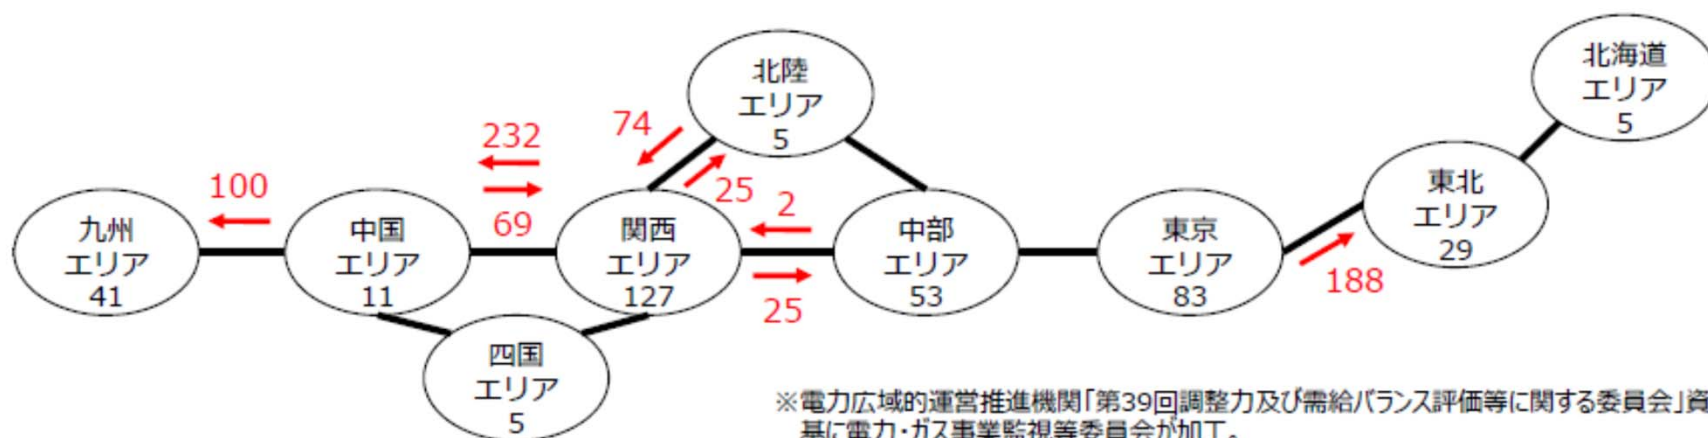 北海道
エリア
5
北陸
エリア
5
東北
エリア
29
九州
エリア
41
100
中国
エリア
11
232
69
関西
エリア
127
74
25
2
25
中部
エリア
53
東京
エリア
83
188
四国
エリア
5
※電力広域的運営推進機関「第39回調整力及び需給バランス評価等に関する委員会」資
基に電力・ガス事業監視等委員会が加工。